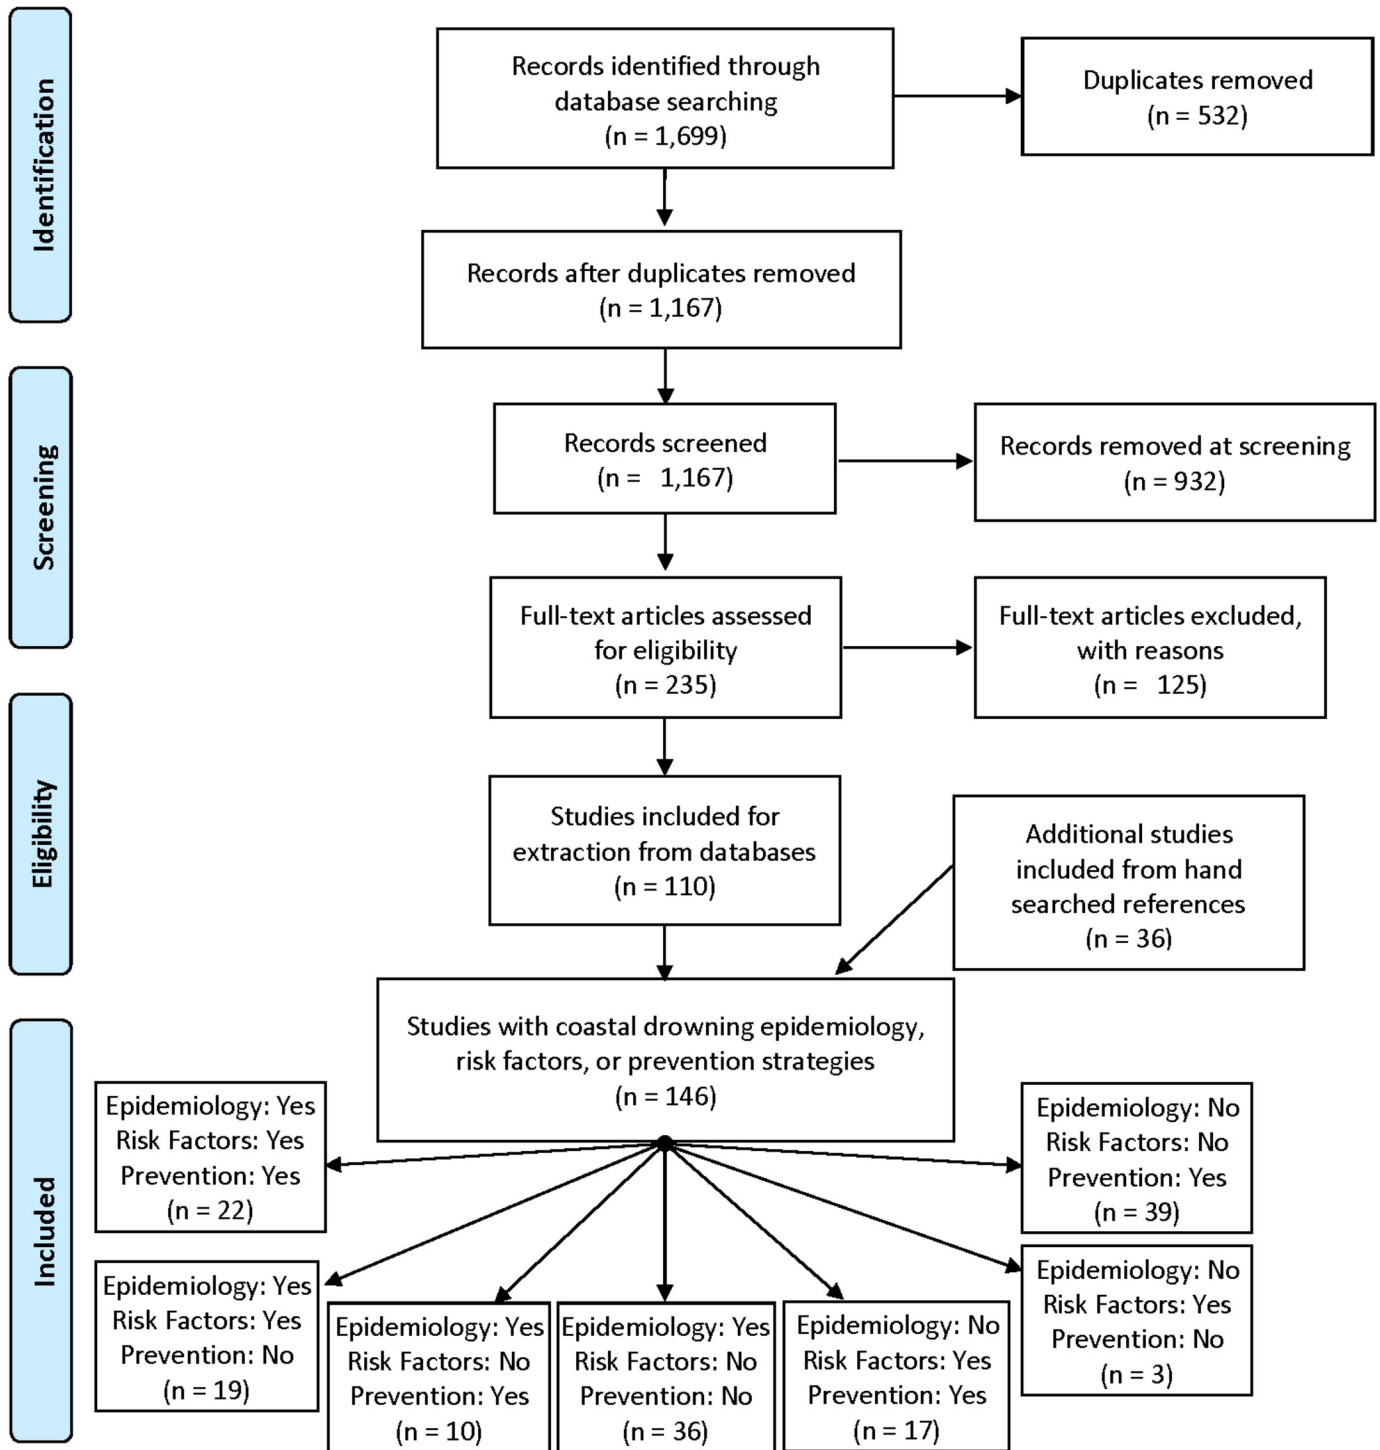 Identification
Records identified through
database searching
(n = 1,699)
Duplicates removed
(n = 532)
Records after duplicates removed
(n = 1,167)
Screening
Records screened
(n =   1,167)
Records removed at screening
(n = 932)
Full-text articles assessed
for eligibility
(n = 235)
Full-text articles excluded,
with reasons
(n =   125)
Eligibility
Studies included for
extraction from databases
(n = 110)
Additional studies
included from hand
searched references
(n = 36)
Included
Studies with coastal drowning epidemiology,
risk factors, or prevention strategies
(n = 146)
Epidemiology: Yes
Risk Factors: Yes
Prevention: Yes
(n = 22)
Epidemiology: Yes
Risk Factors: Yes
Prevention: No
(n = 19)
Epidemiology: Yes
Risk Factors: No
Prevention: Yes
(n = 10)
Epidemiology: Yes
Risk Factors: No
Prevention: No
(n = 36)
Epidemiology: No
Risk Factors: Yes
Prevention: Yes
(n = 17)
Epidemiology: No
Risk Factors: Yes
Prevention: No
(n = 3)
Epidemiology: No
Risk Factors: No
Prevention: Yes
(n = 39)